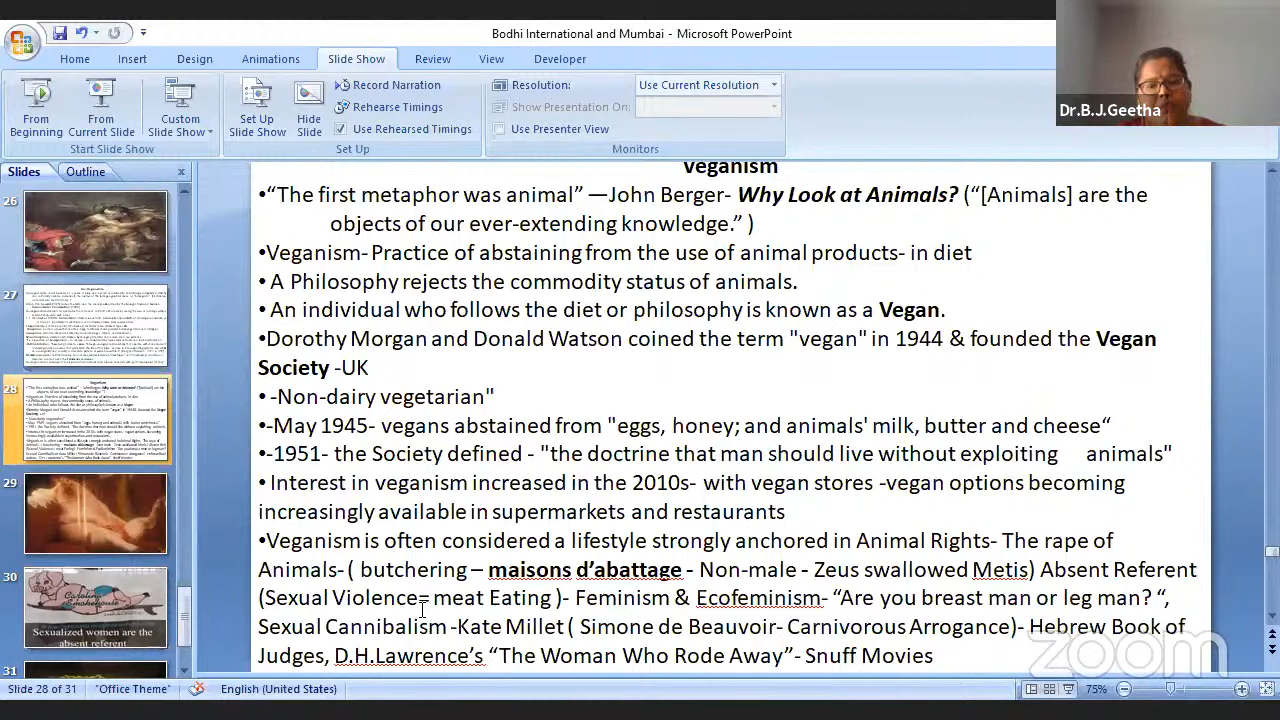 Bodhi International and Mumbai - Microsoft PowerPoint
Home Insert Design Animations Slide Show Review View Developer
From Beginning
From Current Slide
Custom Slide Show
Start Slide Show
Set Up Slide Show
Hide Slide
Record Narration
Rehearse Timings
Use Rehearsed Timings
Set Up
Resolution: Use Current Resolution
Show Presentation On:
Use Presenter View
Monitors
Dr.B.J.Geetha
Slides Outline
26
27
28
29
30
Caroling Smokehouse
Sexualized women are the
absent referent
31
Veganism
•“The first metaphor was animal” —John Berger- Why Look at Animals? (“[Animals] are the
objects of our ever-extending knowledge.” )
•Veganism- Practice of abstaining from the use of animal products- in diet
• A Philosophy rejects the commodity status of animals.
• An individual who follows the diet or philosophy is known as a Vegan.
•Dorothy Morgan and Donald Watson coined the term "vegan" in 1944 & founded the Vegan
Society -UK
• -Non-dairy vegetarian"
•-May 1945- vegans abstained from "eggs, honey; and animals' milk, butter and cheese“
•-1951- the Society defined - "the doctrine that man should live without exploiting animals"
• Interest in veganism increased in the 2010s- with vegan stores -vegan options becoming
increasingly available in supermarkets and restaurants
•Veganism is often considered a lifestyle strongly anchored in Animal Rights- The rape of
Animals- ( butchering – maisons d’abattage - Non-male - Zeus swallowed Metis) Absent Referent
(Sexual Violence= meat Eating )- Feminism & Ecofeminism- “Are you breast man or leg man? “,
Sexual Cannibalism -Kate Millet ( Simone de Beauvoir- Carnivorous Arrogance)- Hebrew Book of
Judges, D.H.Lawrence’s “The Woman Who Rode Away”- Snuff Movies
zoom
Slide 28 of 31 "Office Theme" English (United States) 75%